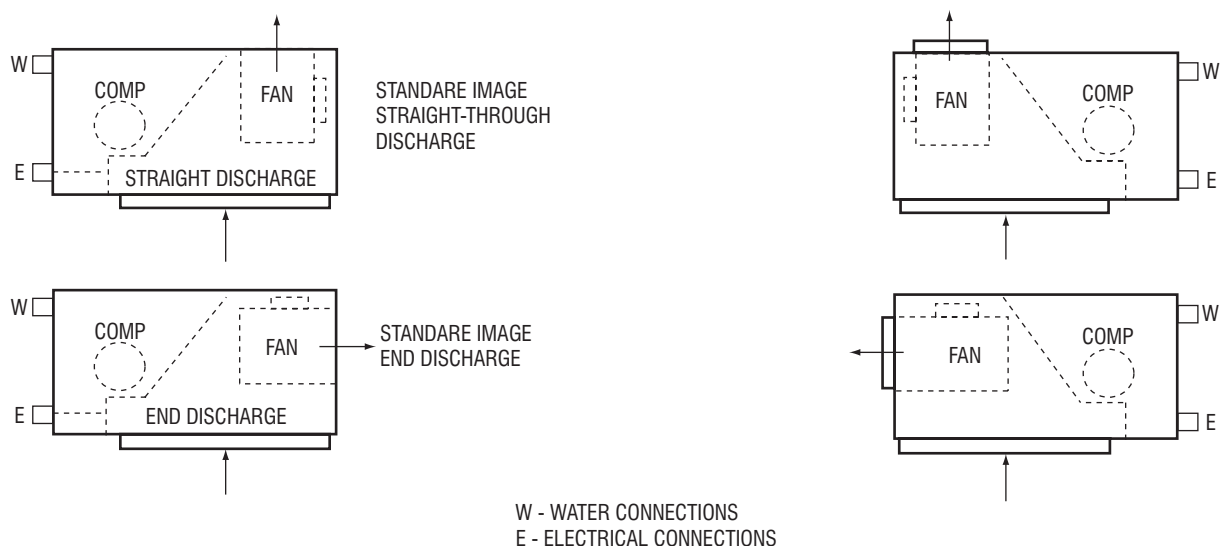 W
COMP
FAN
E
STRAIGHT DISCHARGE
STANDARE IMAGE
STRAIGHT-THROUGH
DISCHARGE
FAN
COMP
W
E
W
COMP
FAN
E
END DISCHARGE
STANDARE IMAGE
END DISCHARGE
FAN
COMP
W
E
W - WATER CONNECTIONS
E - ELECTRICAL CONNECTIONS